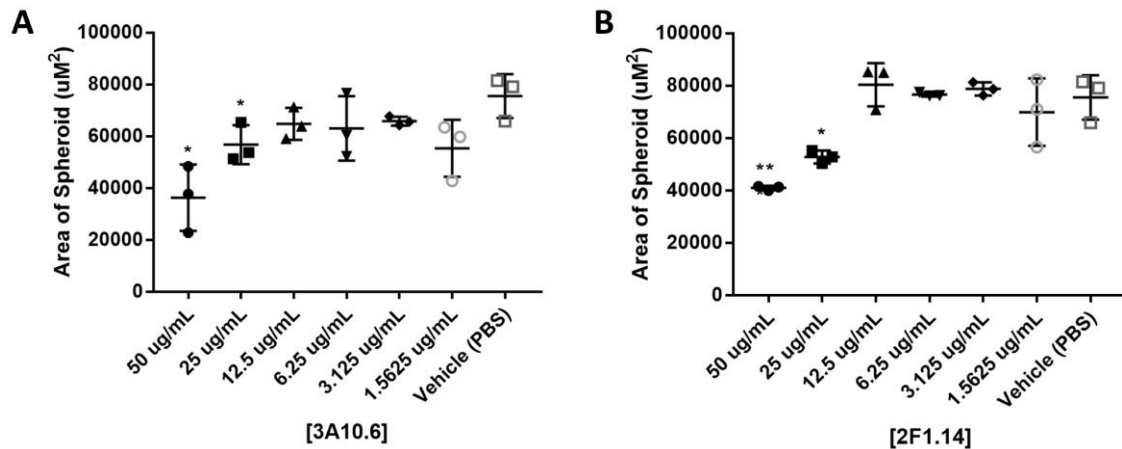 A
Area of Spheroid (uM²)
100000
80000
60000
40000
20000
0
*
*
50 ug/mL
25 ug/mL
12.5 ug/mL
6.25 ug/mL
3.125 ug/mL
1.5625 ug/mL
Vehicle (PBS)
[3A10.6]
B
Area of Spheroid (uM²)
100000
80000
60000
40000
20000
0
**
*
*
50 ug/mL
25 ug/mL
12.5 ug/mL
6.25 ug/mL
3.125 ug/mL
1.5625 ug/mL
Vehicle (PBS)
[2F1.14]